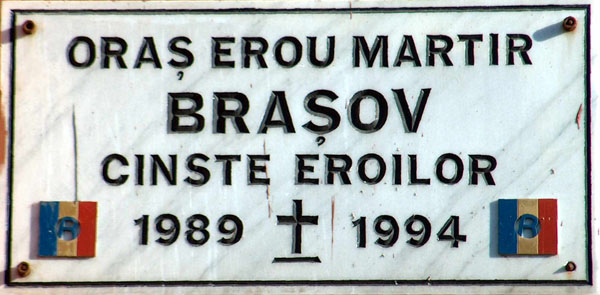 ORAȘ EROU MARTIR
BRAȘOV
CINSTE EROILOR
1989 1994